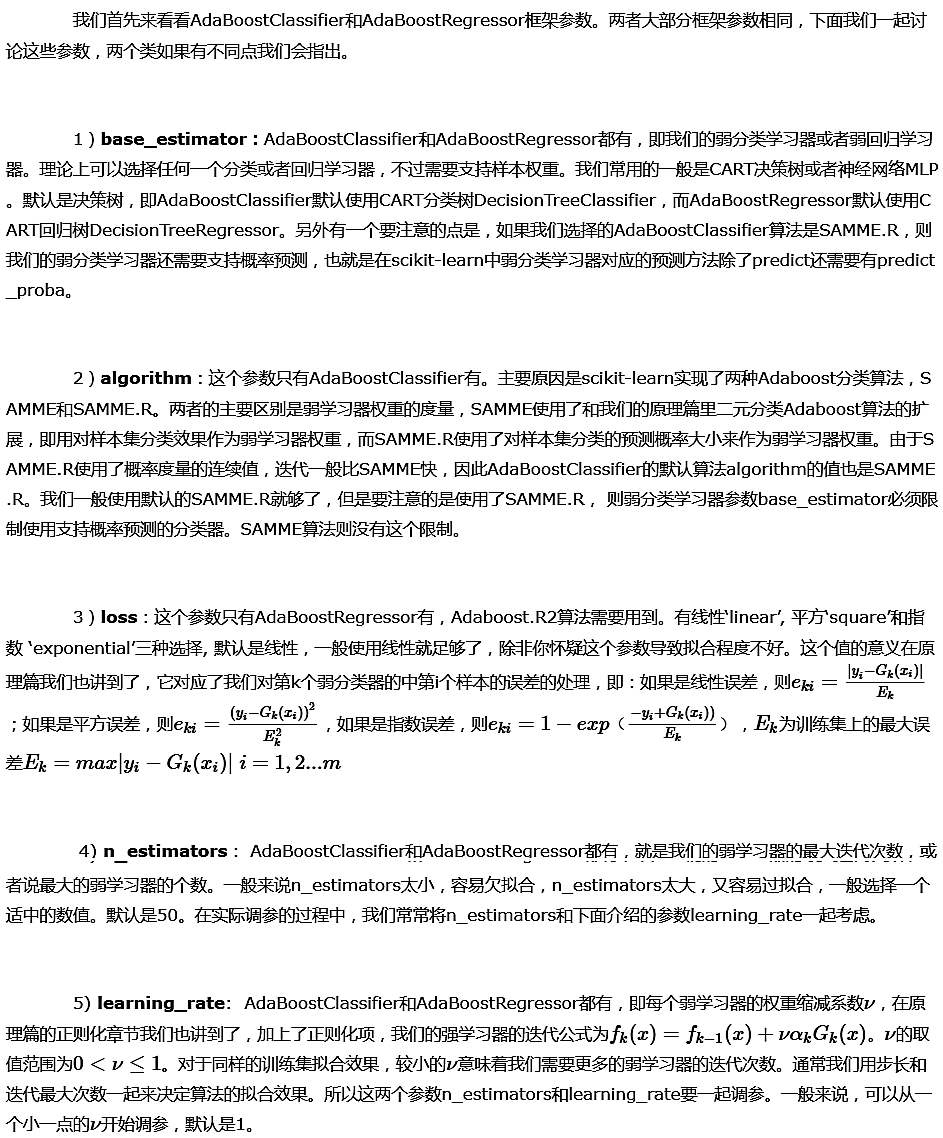 我们首先来看看AdaBoostClassifier和AdaBoostRegressor框架参数。两者大部分框架参数相同，下面我们一起讨
论这些参数，两个类如果有不同点我们会指出。
1）base_estimator：AdaBoostClassifier和AdaBoostRegressor都有，即我们的弱分类学习器或者弱回归学习
器。理论上可以选择任何一个分类或者回归学习器，不过需要支持样本权重。我们常用的一般是CART决策树或者神经网络MLP
。默认是决策树，即AdaBoostClassifier默认使用CART分类树DecisionTreeClassifier，而AdaBoostRegressor默认使用C
ART回归树DecisionTreeRegressor。另外有一个要注意的点是，如果我们选择的AdaBoostClassifier算法是SAMME.R，则
我们的弱分类学习器还需要支持概率预测，也就是在scikit-learn中弱分类学习器对应的预测方法除了predict还需要有predict
_proba。
2）algorithm：这个参数只有AdaBoostClassifier有。主要原因是scikit-learn实现了两种Adaboost分类算法，S
AMME和SAMME.R。两者的主要区别是弱学习器权重的度量，SAMME使用了和我们的原理篇里二元分类Adaboost算法的扩
展，即用对样本集分类效果作为弱学习器权重，而SAMME.R使用了对样本集分类的预测概率大小来作为弱学习器权重。由于S
AMME.R使用了概率度量的连续值，迭代一般比SAMME快，因此AdaBoostClassifier的默认算法algorithm的值也是SAMME
.R。我们一般使用默认的SAMME.R就够了，但是要注意的是使用了SAMME.R， 则弱分类学习器参数base_estimator必须限
制使用支持概率预测的分类器。SAMME算法则没有这个限制。
3）loss：这个参数只有AdaBoostRegressor有，Adaboost.R2算法需要用到。有线性‘linear’, 平方‘square’和指
数 ‘exponential’三种选择, 默认是线性，一般使用线性就足够了，除非你怀疑这个参数导致拟合程度不好。这个值的意义在原
理篇我们也讲到了，它对应了我们对第k个弱分类器的中第i个样本的误差的处理，即：如果是线性误差，则$e_{ki} = \frac{|y_i - G_k(x_i)|}{E_k}$
；如果是平方误差，则$e_{ki} = \frac{(y_i - G_k(x_i))^2}{E_k^2}$，如果是指数误差，则$e_{ki} = 1 - exp（\frac{-y_i + G_k(x_i))}{E_k}）$，$E_k$为训练集上的最大误
差$E_k = max|y_i - G_k(x_i)|\ i = 1, 2...m$
4) n_estimators： AdaBoostClassifier和AdaBoostRegressor都有，就是我们的弱学习器的最大迭代次数，或
者说最大的弱学习器的个数。一般来说n_estimators太小，容易欠拟合，n_estimators太大，又容易过拟合，一般选择一个
适中的数值。默认是50。在实际调参的过程中，我们常常将n_estimators和下面介绍的参数learning_rate一起考虑。
5) learning_rate: AdaBoostClassifier和AdaBoostRegressor都有，即每个弱学习器的权重缩减系数$\nu$，在原
理篇的正则化章节我们也讲到了，加上了正则化项，我们的强学习器的迭代公式为$f_k(x) = f_{k-1}(x) + \nu\alpha_k G_k(x)$。$\nu$的取
值范围为$0 < \nu \leq 1$。对于同样的训练集拟合效果，较小的$\nu$意味着我们需要更多的弱学习器的迭代次数。通常我们用步长和
迭代最大次数一起来决定算法的拟合效果。所以这两个参数n_estimators和learning_rate要一起调参。一般来说，可以从一
个小一点的$\nu$开始调参，默认是1。